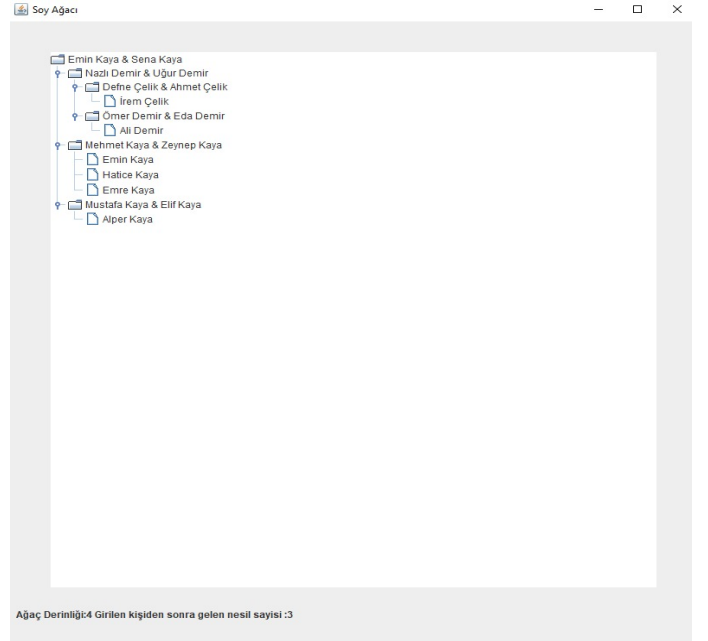 Soy Ağacı
Emin Kaya & Sena Kaya
Nazlı Demir & Uğur Demir
Defne Çelik & Ahmet Çelik
İrem Çelik
Ömer Demir & Eda Demir
Ali Demir
Mehmet Kaya & Zeynep Kaya
Emin Kaya
Hatice Kaya
Emre Kaya
Mustafa Kaya & Elif Kaya
Alper Kaya
Ağaç Derinliği:4 Girilen kişiden sonra gelen nesil sayisi :3